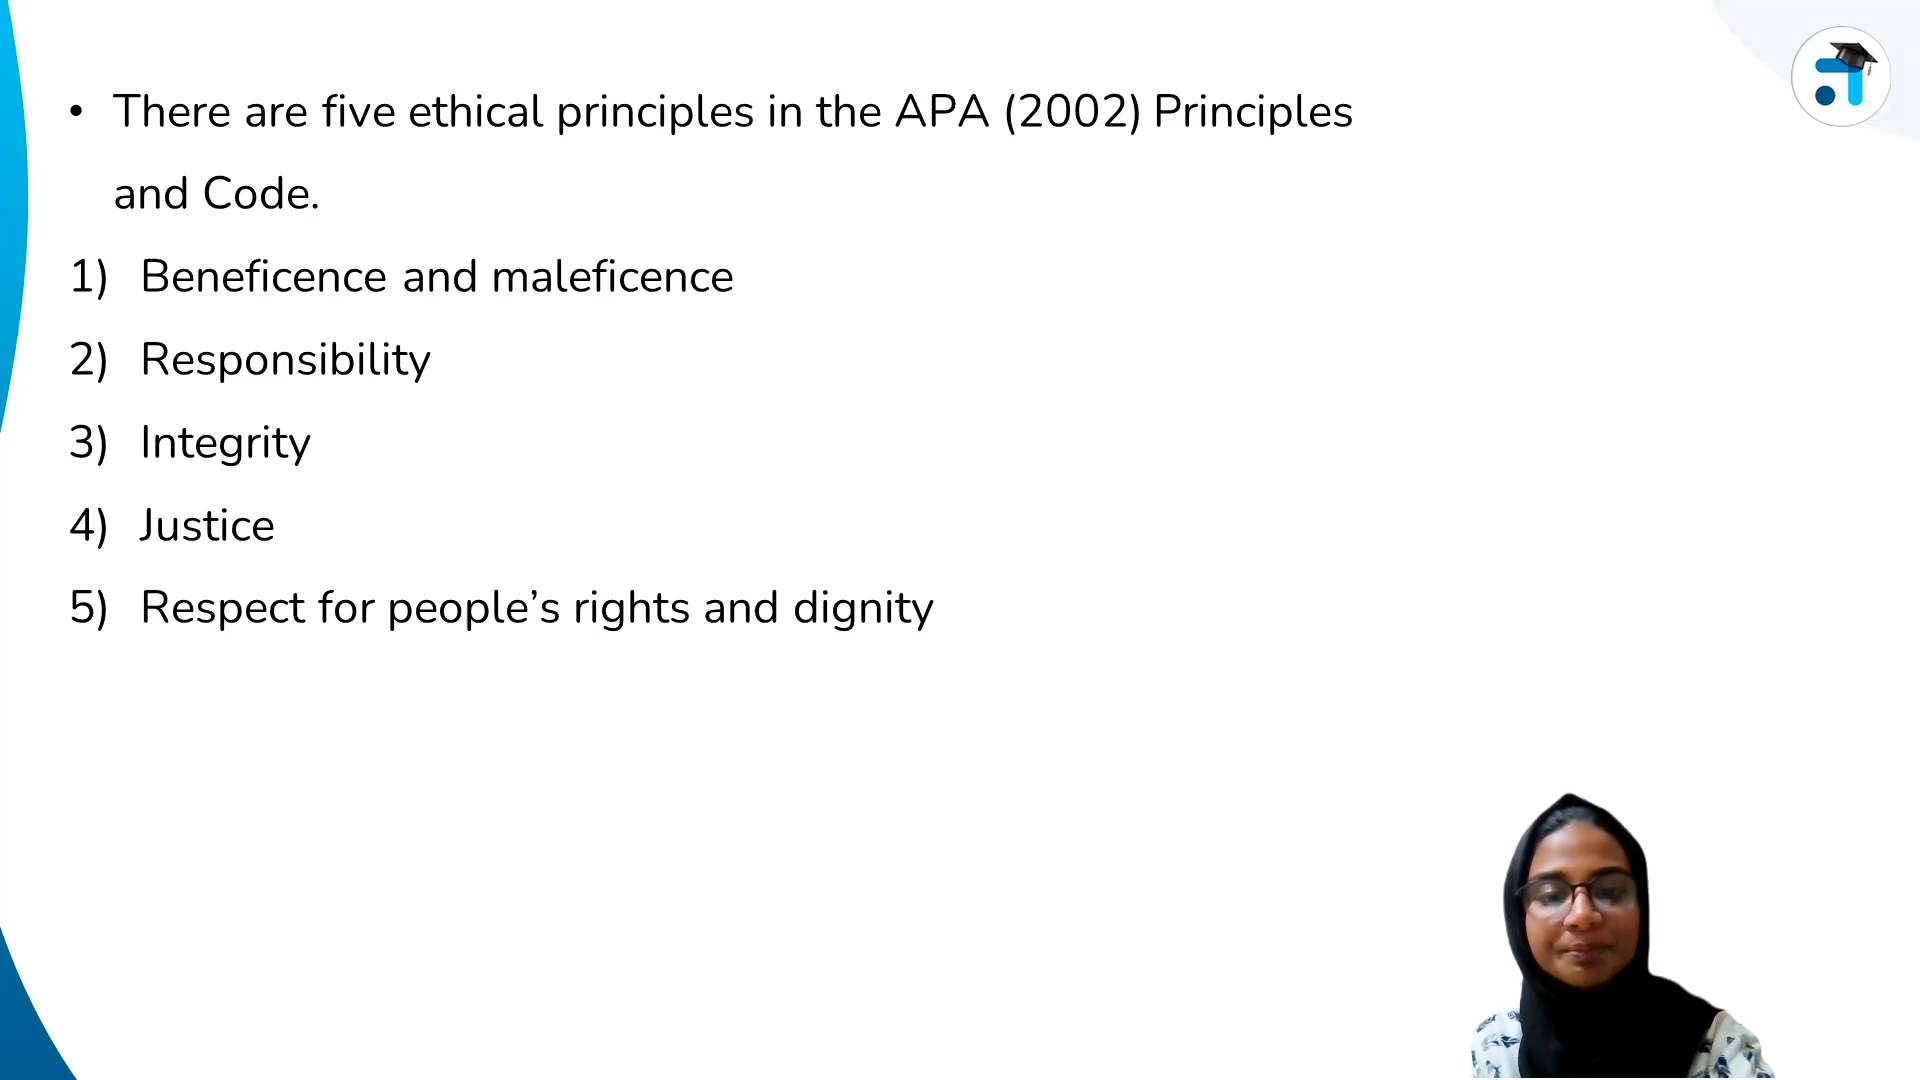 • There are five ethical principles in the APA (2002) Principles
and Code.
1) Beneficence and maleficence
2) Responsibility
3) Integrity
4) Justice
5) Respect for people’s rights and dignity